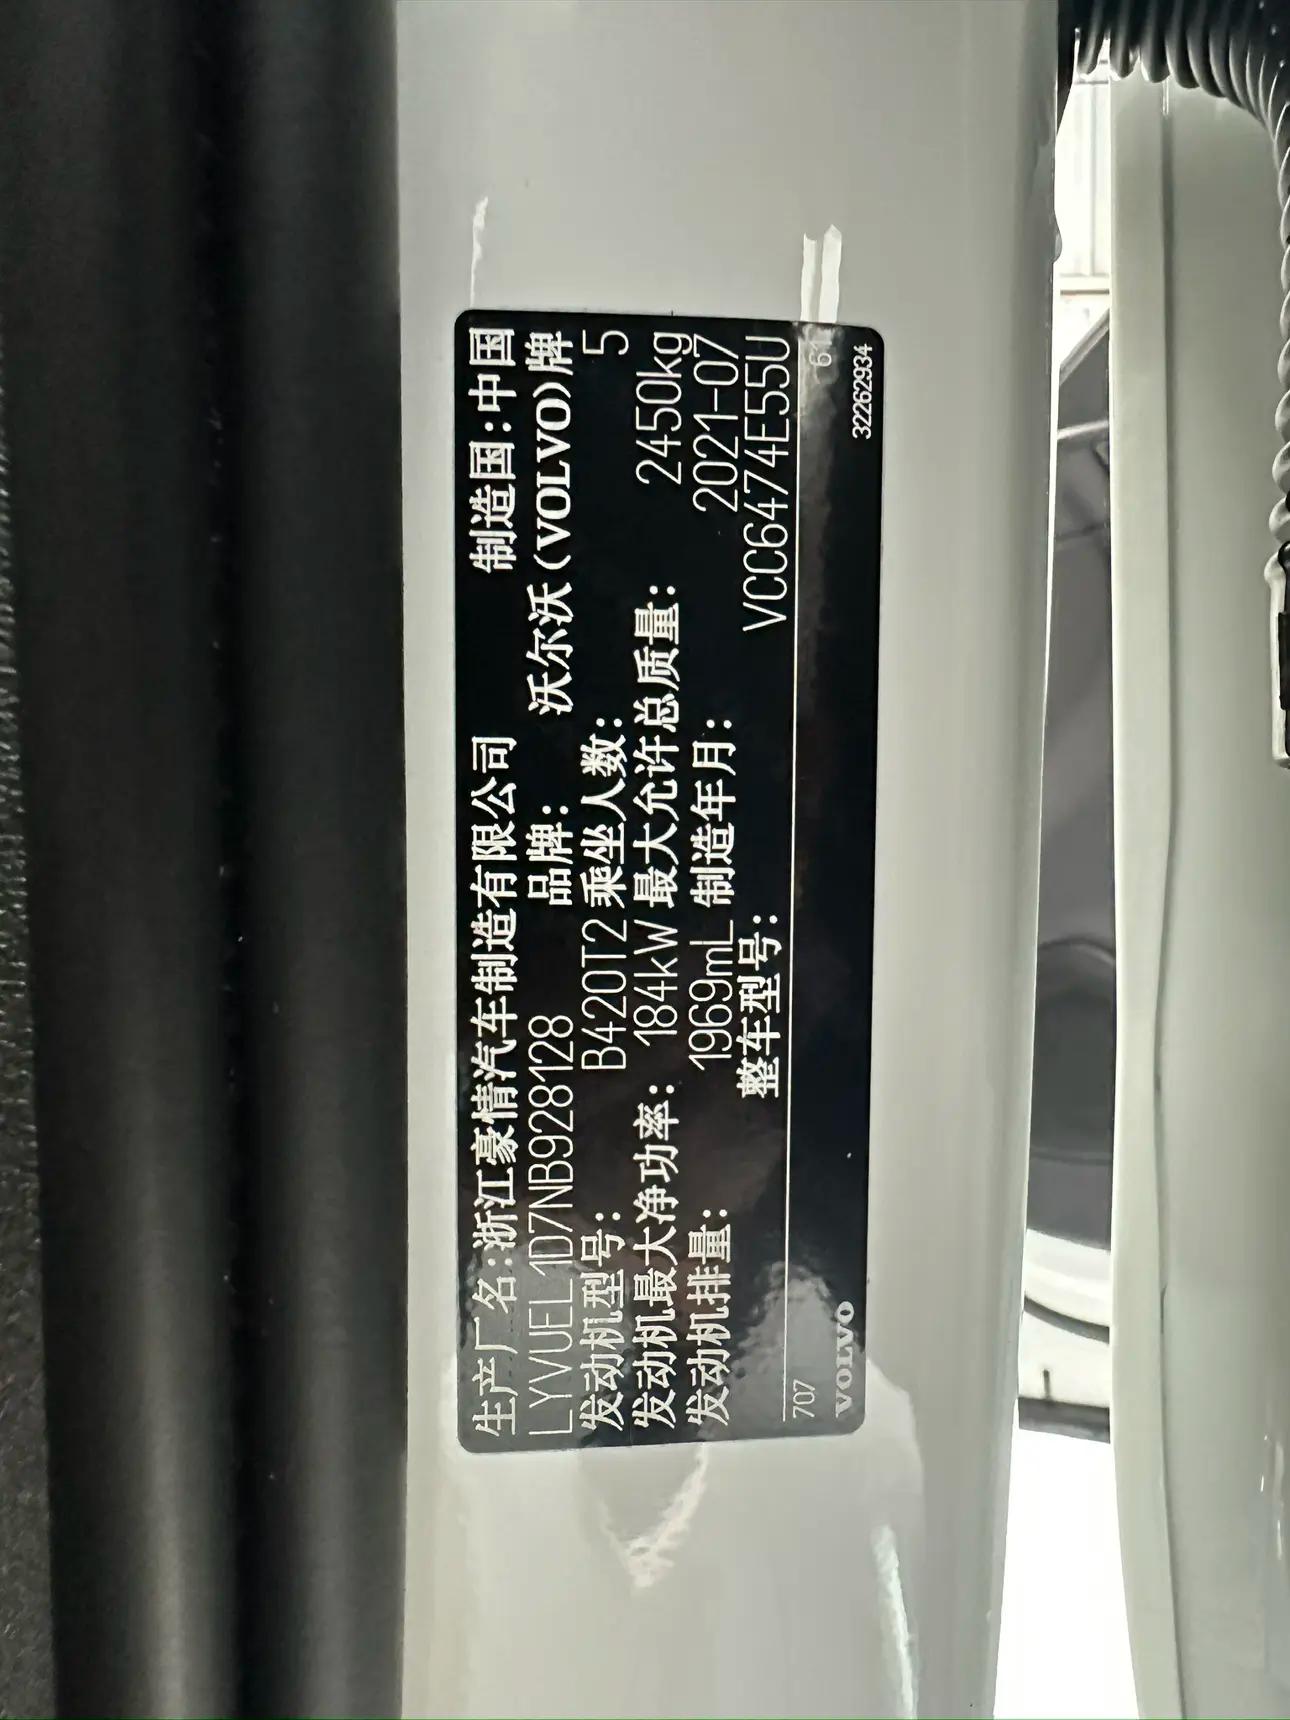 生产厂名：浙江豪情汽车制造有限公司 制造国：中国
LYVUEL1D7NB928128 品牌： 沃尔沃(VOLVO)牌
发动机型号： B420T2 乘坐人数： 5
发动机最大净功率： 184kW 最大允许总质量： 2450kg
发动机排量： 1969mL 制造年月： 2021-07
整车型号： VCC6474E55U
707 61
VOLVO 32262934